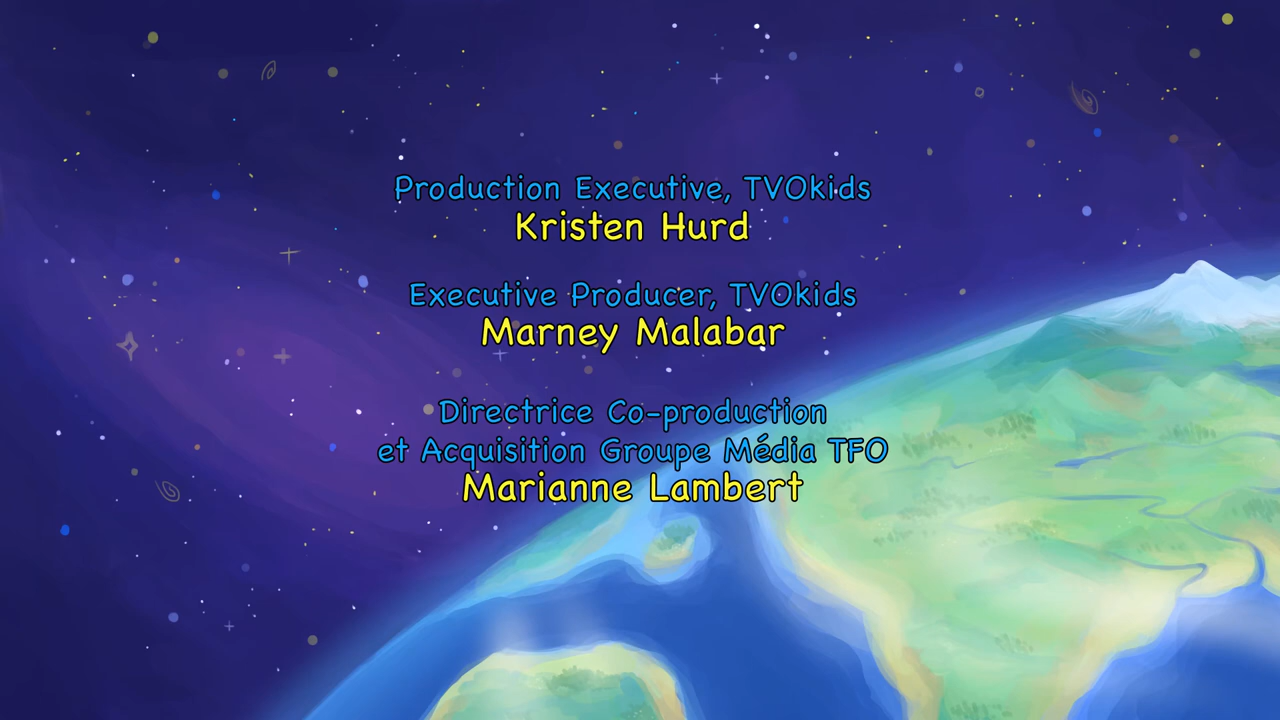 Production Executive, TVOkids
Kristen Hurd
Executive Producer, TVOkids
Marney Malabar
Directrice Co-production
et Acquisition Groupe Média TFO
Marianne Lambert